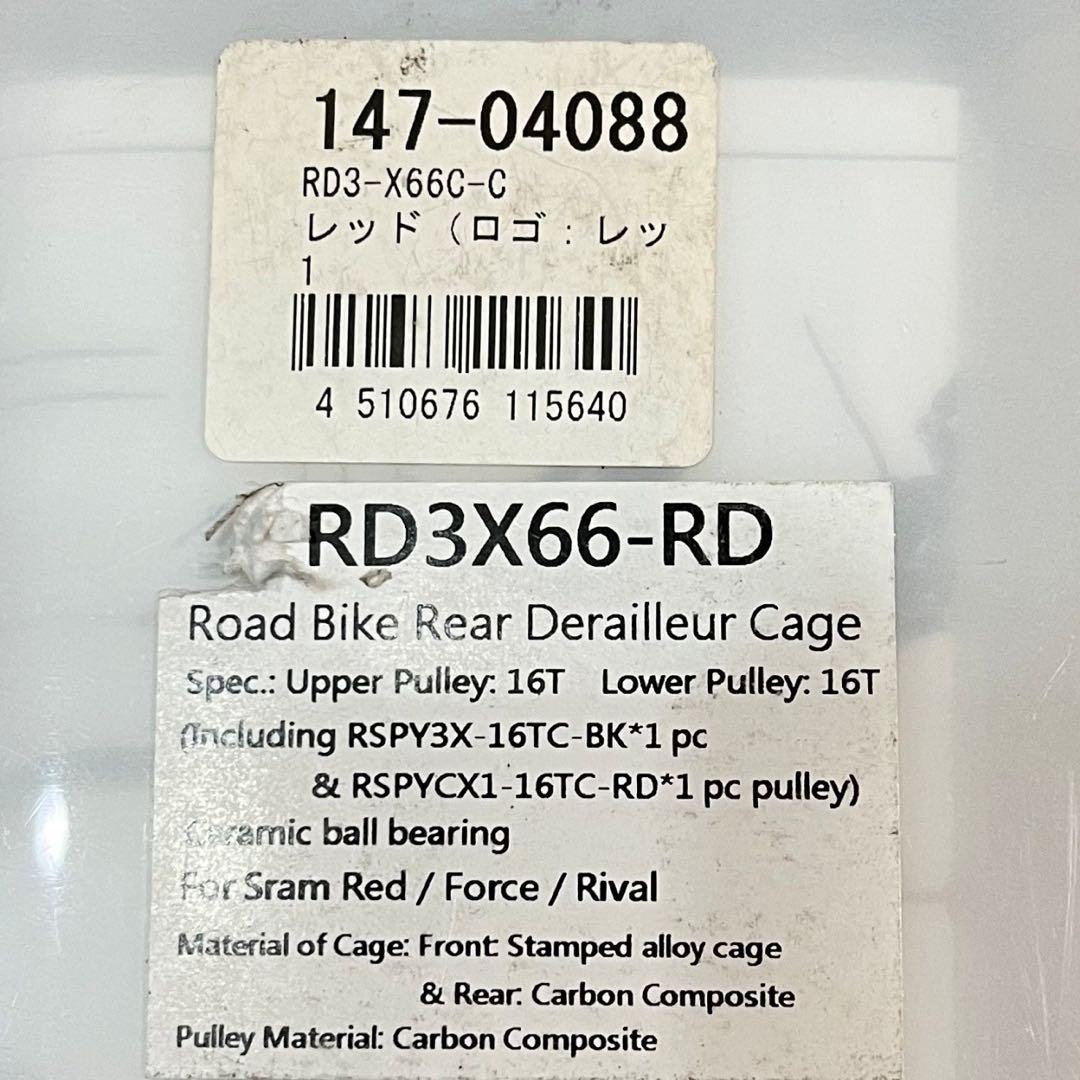 147-04088
RD3-X66C-C
レッド（ロゴ：レッ
1
4 510676 115640
RD3X66-RD
Road Bike Rear Derailleur Cage
Spec.: Upper Pulley: 16T Lower Pulley: 16T
(Including RSPY3X-16TC-BK*1 pc
& RSPYCX1-16TC-RD*1 pc pulley)
Ceramic ball bearing
For Sram Red / Force / Rival
Material of Cage: Front: Stamped alloy cage
& Rear: Carbon Composite
Pulley Material: Carbon Composite